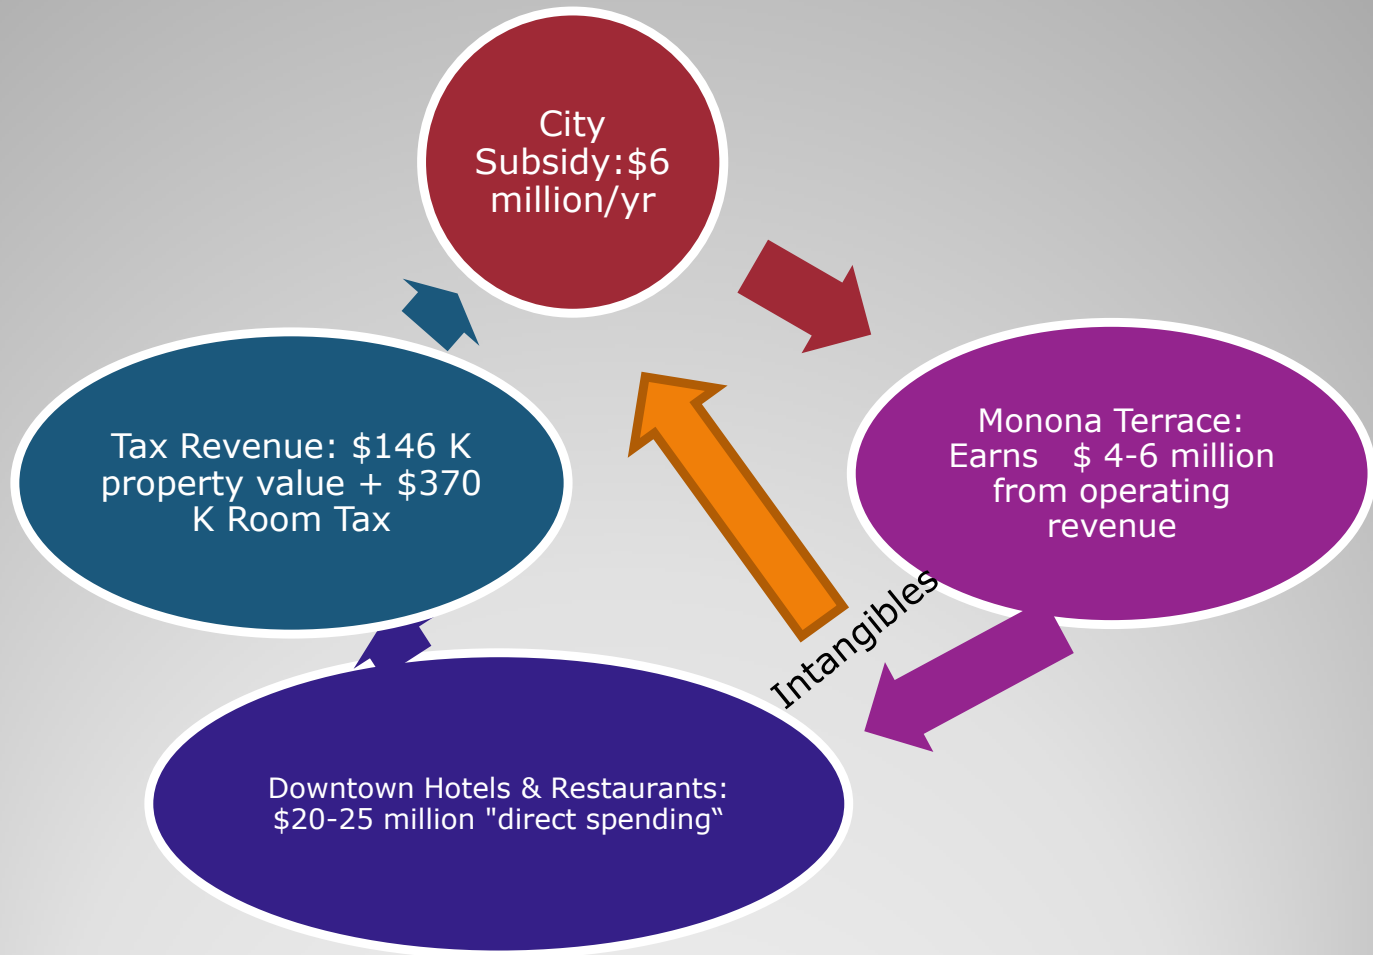 City
Subsidy:$6
million/yr
Monona Terrace:
Earns   $ 4-6 million
from operating
revenue
Tax Revenue: $146 K
property value + $370
K Room Tax
Intangibles
Downtown Hotels & Restaurants:
$20-25 million "direct spending“